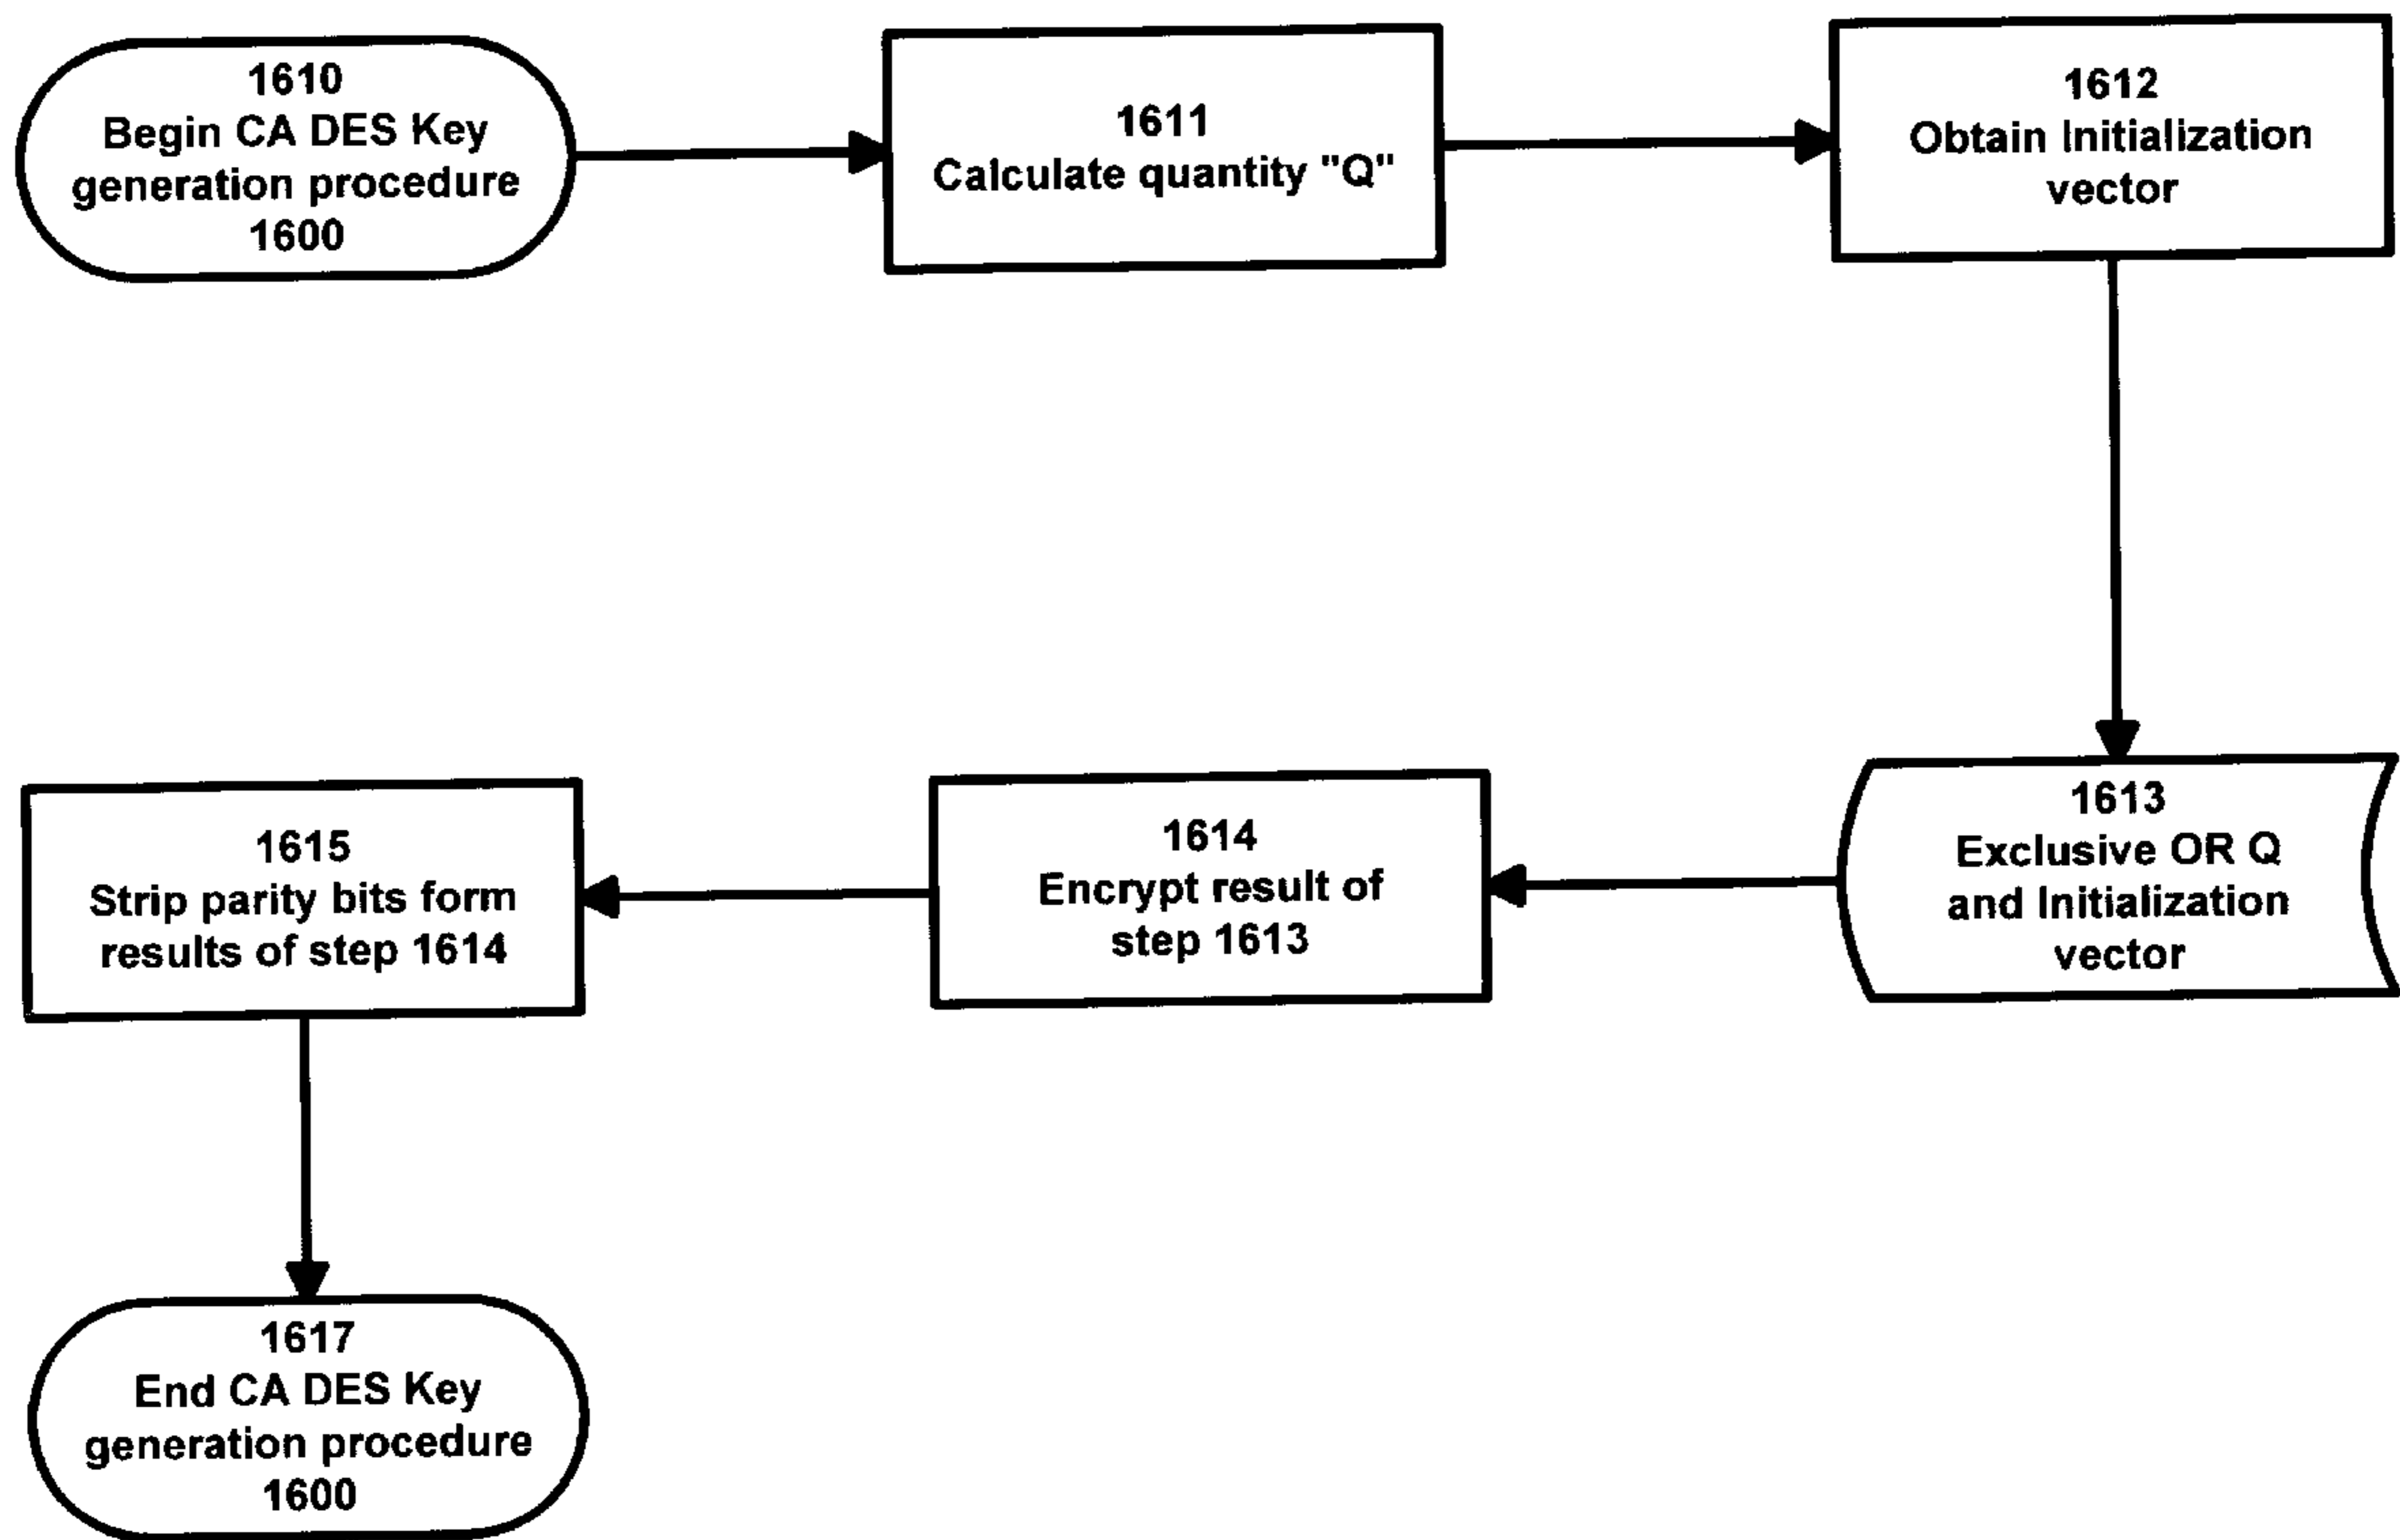 1610
Begin CA DES Key
generation procedure
1600
1611
Calculate quantity "Q"
1612
Obtain Initialization
vector
1613
Exclusive OR Q
and Initialization
vector
1614
Encrypt result of
step 1613
1615
Strip parity bits form
results of step 1614
1617
End CA DES Key
generation procedure
1600